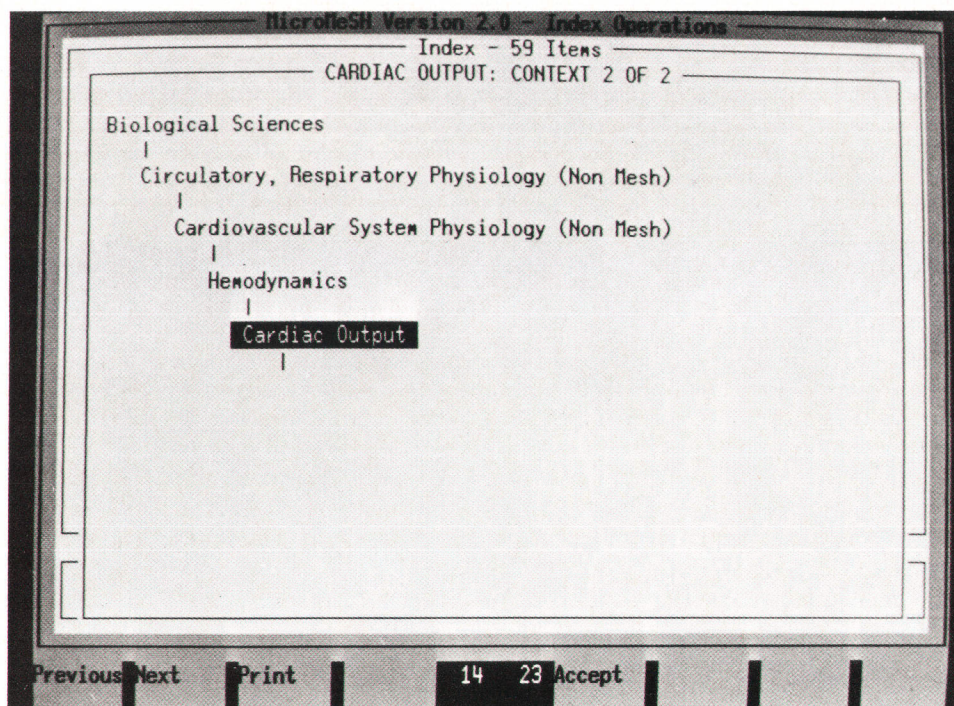 MicroMeSH Version 2.0 - Index Operations
Index - 59 Items
CARDIAC OUTPUT: CONTEXT 2 OF 2
Biological Sciences
Circulatory, Respiratory Physiology (Non Mesh)
Cardiovascular System Physiology (Non Mesh)
Hemodynamics
Cardiac Output
Previous Next Print 14 23 Accept